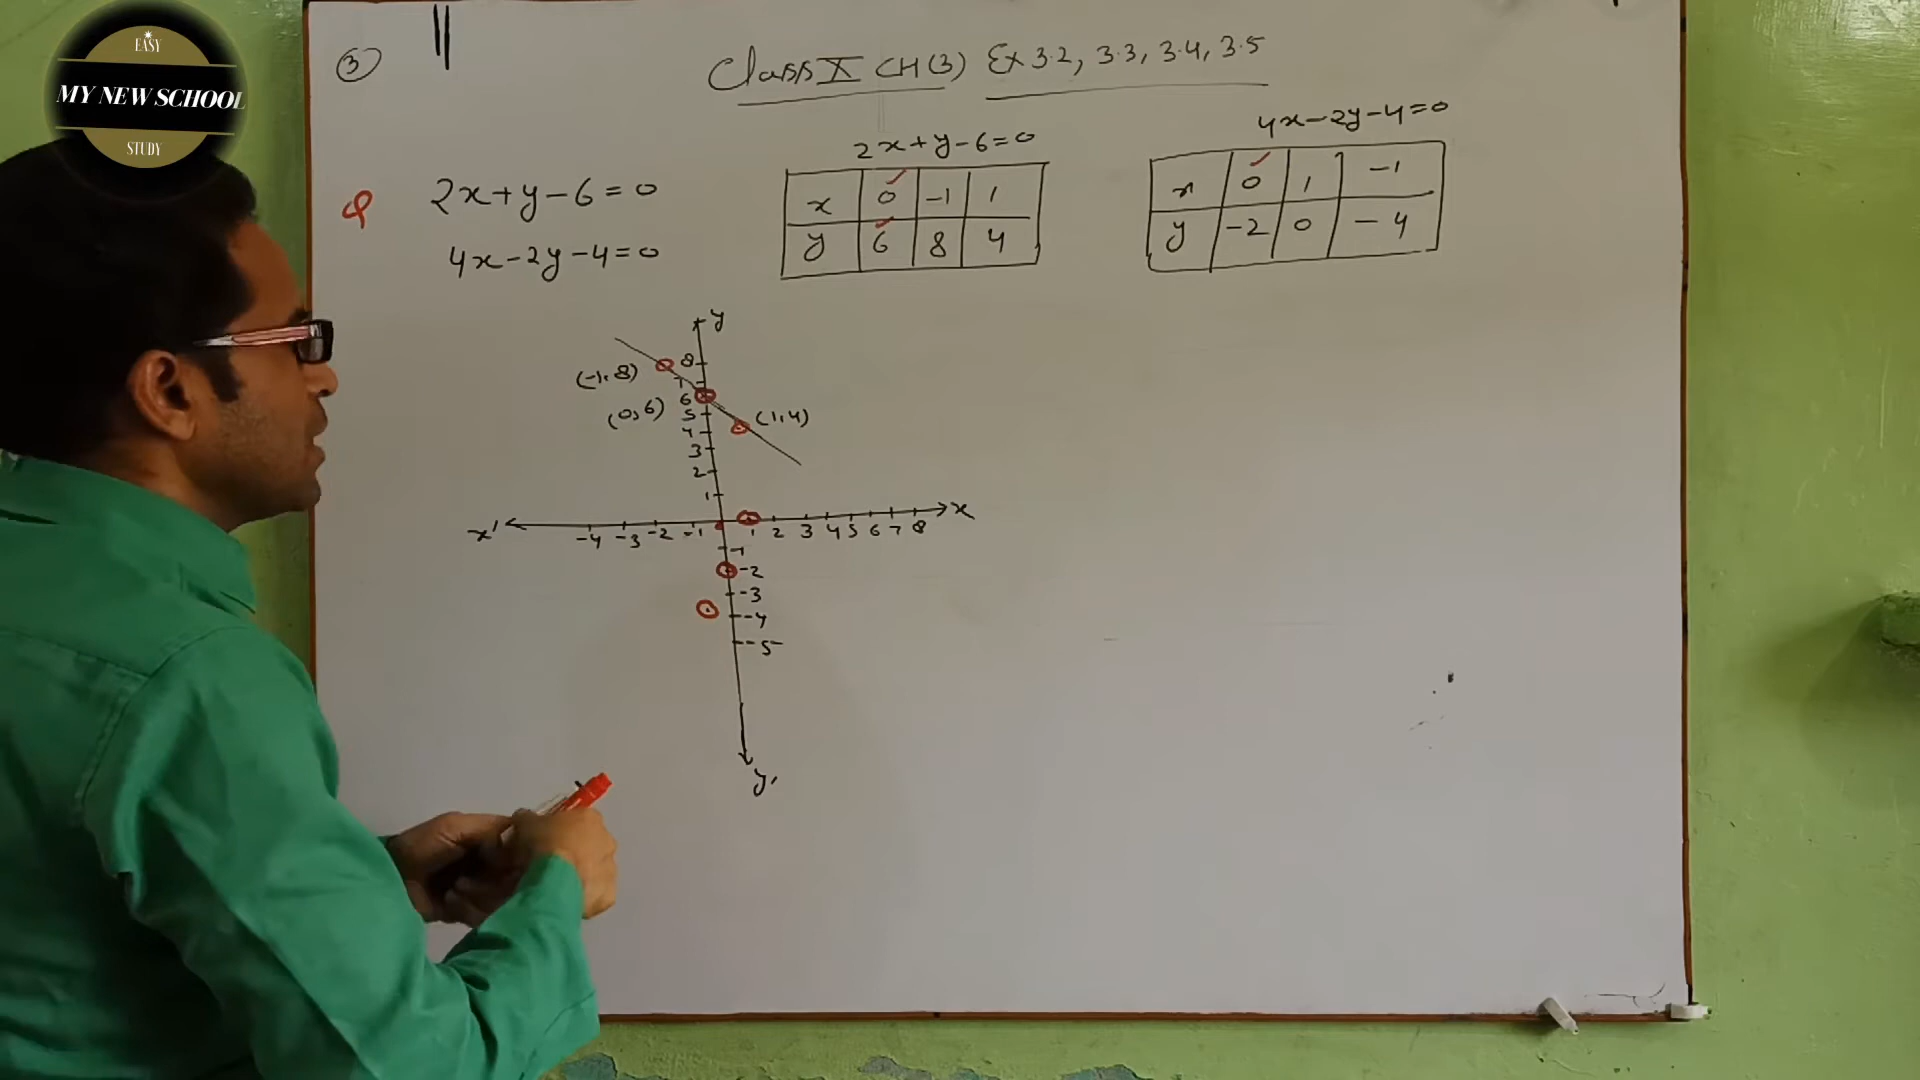 EASY
MY NEW SCHOOL
STUDY
3
Class X CH(3) Ex 3.2, 3.3, 3.4, 3.5
Q
2x+y-6=0
4x-2y-4=0
2x+y-6=0
x 0 -1 1
y 6 8 4
4x-2y-4=0
x 0 1 -1
y -2 0 -4
y
8
(-1,8)
7
6
(0,6)
5
(1,4)
4
3
2
1
x' -4 -3 -2 -1 1 2 3 4 5 6 7 8 x
-1
-2
-3
-4
-5
y'